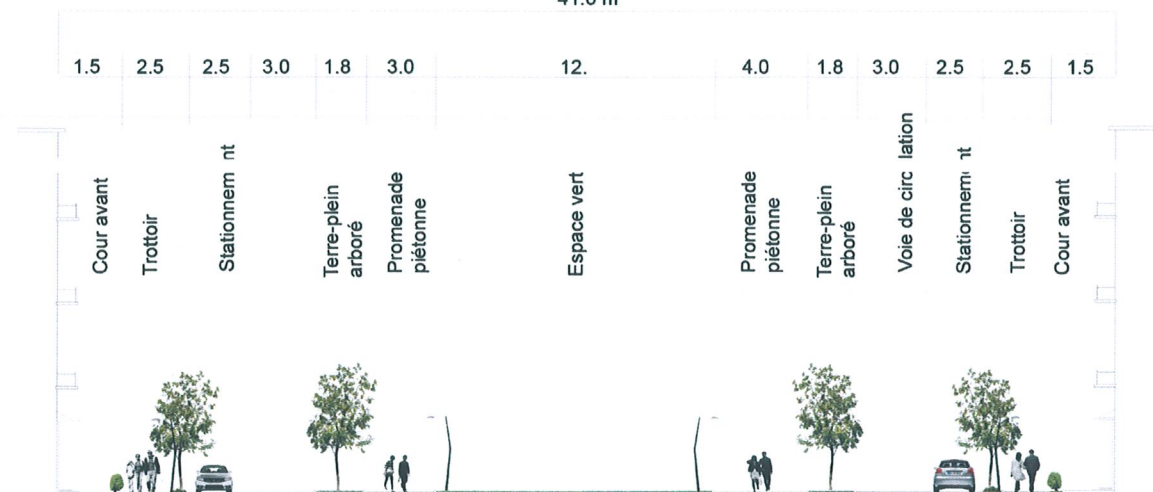 1.5 2.5 2.5 3.0 1.8 3.0 12. 4.0 1.8 3.0 2.5 2.5 1.5
Cour avant
Trottoir
Terre-plein
arboré
Promenade
piétonne
Espace vert
Promenade
piétonne
Terre-plein
arboré
Voie de
Trottoir
Cour avant